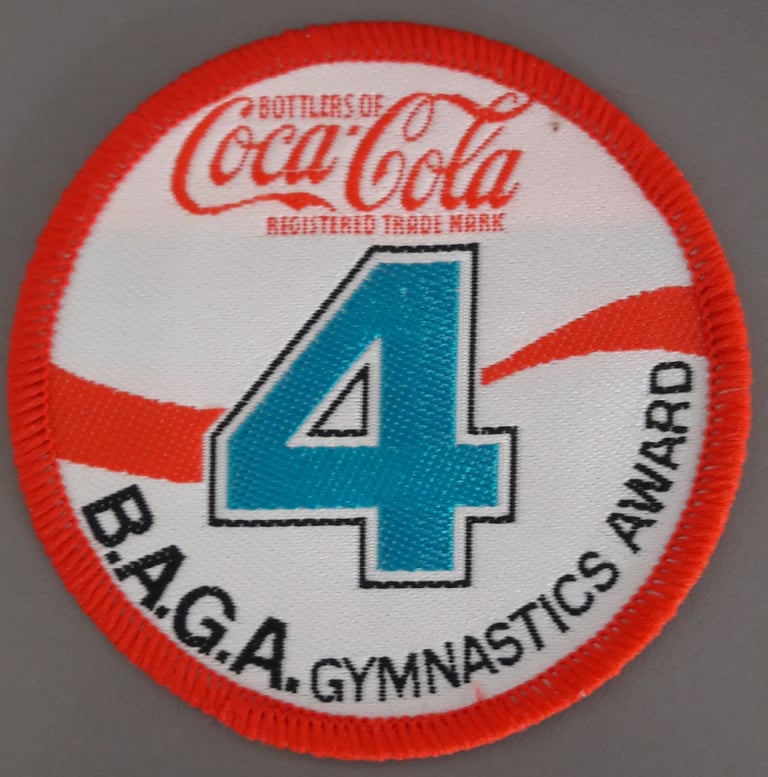 BOTTLERS OF
Coca-Cola
REGISTERED TRADE MARK
4
B.A.G.A. GYMNASTICS AWARD